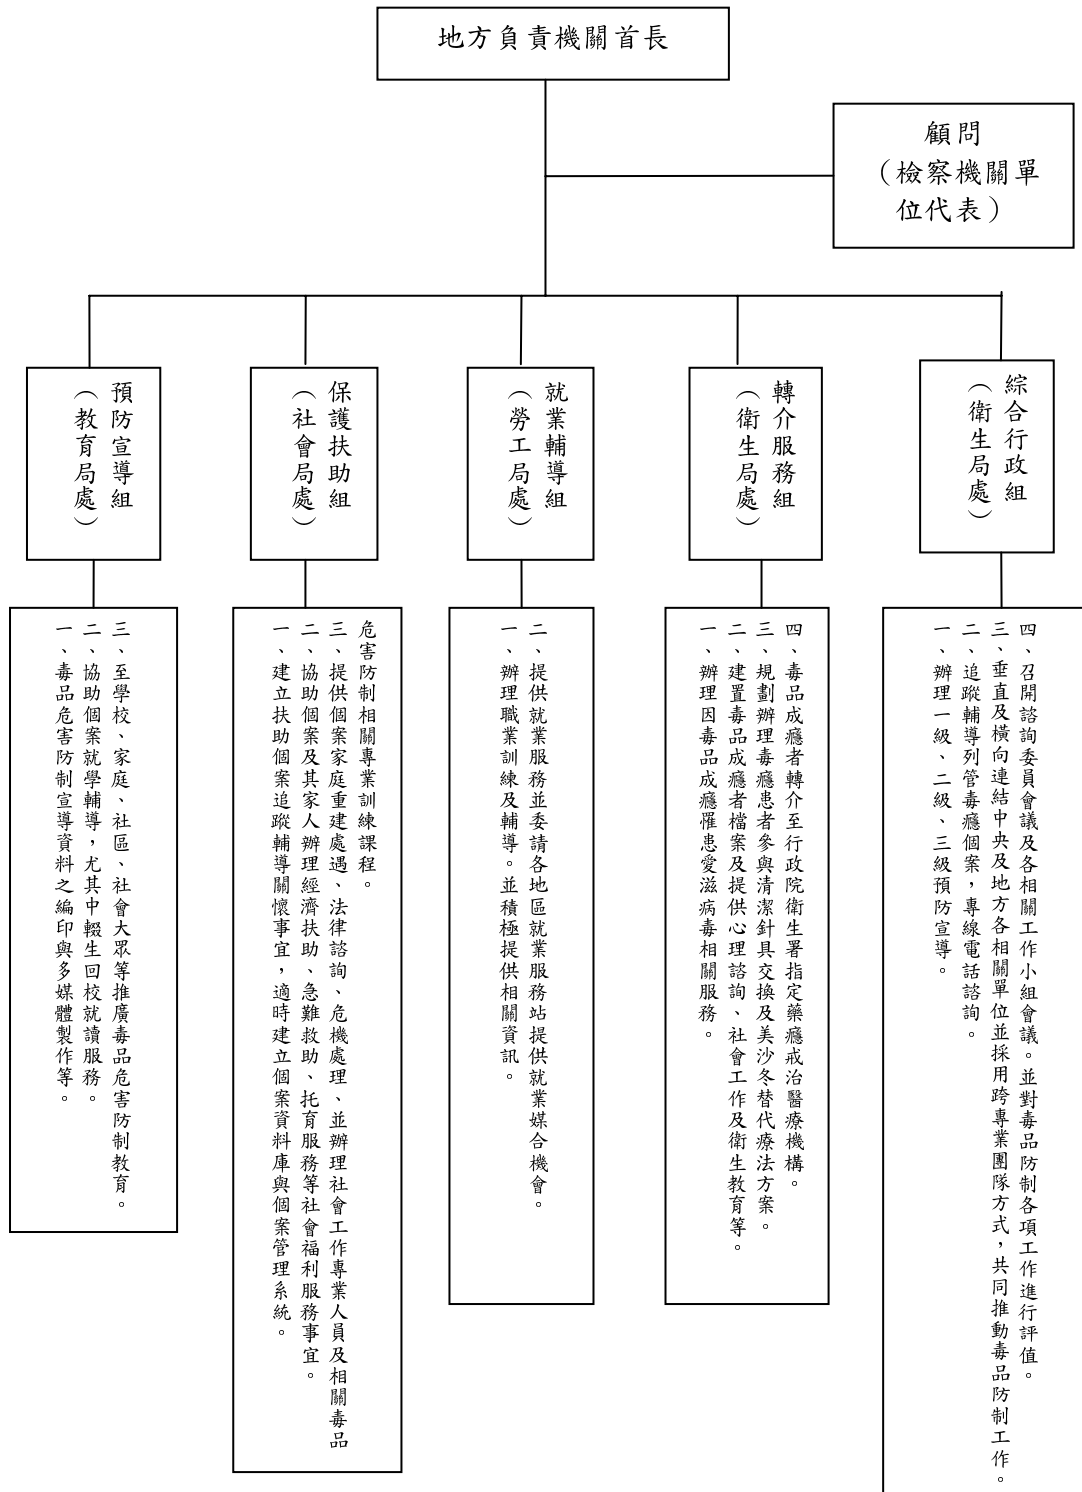 地方負責機關首長
顧問
（檢察機關單
位代表）
預防宣導組
（教育局處）
保護扶助組
（社會局處）
就業輔導組
（勞工局處）
轉介服務組
（衛生局處）
綜合行政組
（衛生局處）
一、毒品危害防制宣導資料之編印與多媒體製作等。
二、協助個案就學輔導，尤其中輟生回校就讀服務。
三、至學校、家庭、社區、社會大眾等推廣毒品危害防制教育。
一、建立扶助個案追蹤輔導關懷事宜，適時建立個案資料庫與個案管理系統。
二、協助個案及其家人辦理經濟扶助、急難救助、托育服務等社會福利服務事宜。
三、提供個案家庭重建處遇、法律諮詢、危機處理、並辦理社會工作專業人員及相關毒品
危害防制相關專業訓練課程。
一、辦理職業訓練及輔導。並積極提供相關資訊。
二、提供就業服務並委請各地區就業服務站提供就業媒合機會。
一、辦理因毒品成癮罹患愛滋病毒相關服務。
二、建置毒品成癮者檔案及提供心理諮詢、社會工作及衛生教育等。
三、規劃辦理毒癮患者參與清潔針具交換及美沙冬替代療法方案。
四、毒品成癮者轉介至行政院衛生署指定藥癮戒治醫療機構。
一、辦理一級、二級、三級預防宣導。
二、追蹤輔導列管毒癮個案，專線電話諮詢。
三、垂直及橫向連結中央及地方各相關單位並採用跨專業團隊方式，共同推動毒品防制工作。
四、召開諮詢委員會議及各相關工作小組會議。並對毒品防制各項工作進行評值。